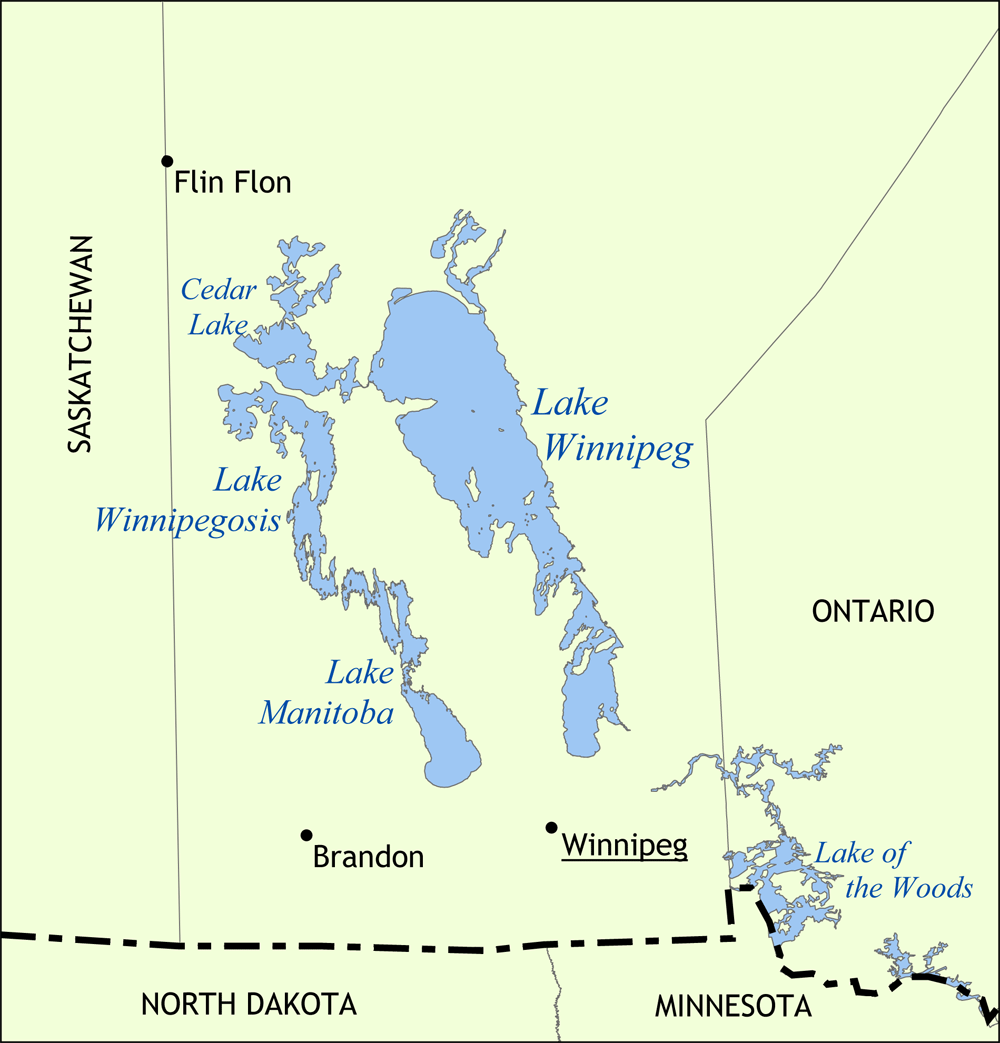 Flin Flon
SASKATCHEWAN
Cedar
Lake
Lake
Winnipeg
Lake
Winnipegosis
ONTARIO
Lake
Manitoba
Brandon
Winnipeg
Lake of
the Woods
NORTH DAKOTA
MINNESOTA